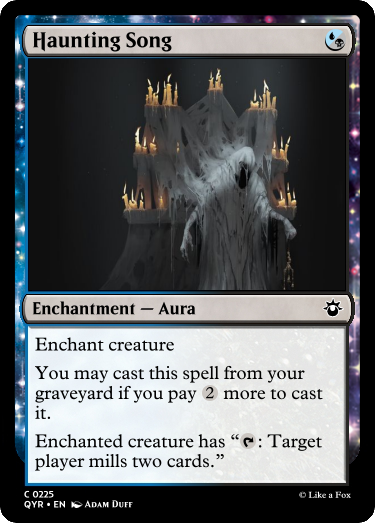 Haunting Song
Enchantment — Aura
Enchant creature
You may cast this spell from your
graveyard if you pay 2 more to cast
it.
Enchanted creature has “: Target
player mills two cards.”
C 0225
QYR • EN Adam Duff
© Like a Fox